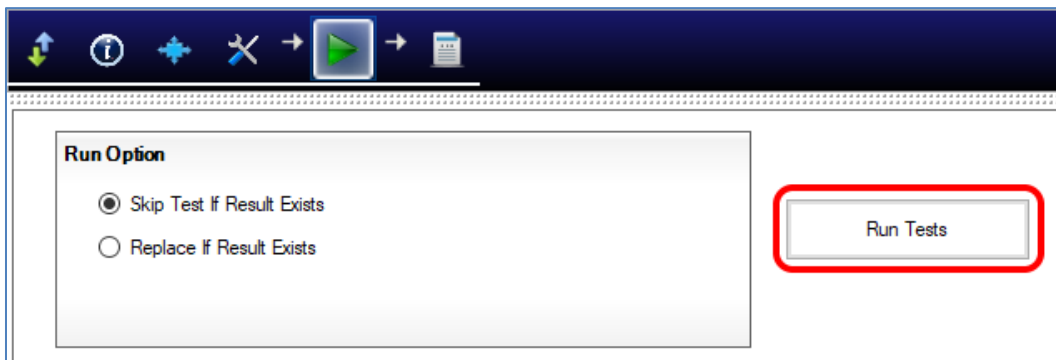 Run Option
Skip Test If Result Exists
Replace If Result Exists
Run Tests